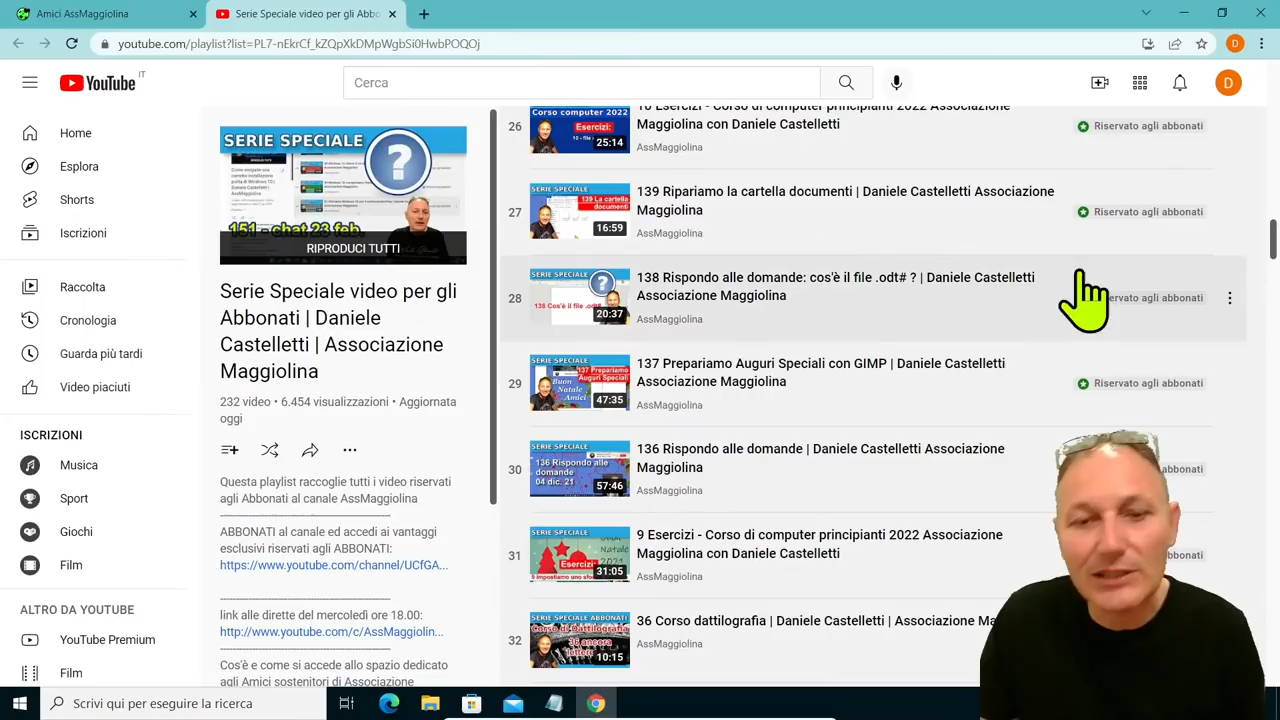 Amici AssMaggiolina
Serie Speciale video per gli Abbo
youtube.com/playlist?list=PL7-nEkrCf_kZQpXkDMpWgbSi0HwbPOQOj
D
YouTube IT
Cerca
D
Home
Esplora
Shorts
Iscrizioni
Raccolta
Cronologia
Guarda più tardi
Video piaciuti
ISCRIZIONI
Musica
Sport
Giochi
Film
ALTRO DA YOUTUBE
YouTube Premium
Film
SERIE SPECIALE
?
151 - chat 23 feb.
RIPRODUCI TUTTI
Serie Speciale video per gli
Abbonati | Daniele
Castelletti | Associazione
Maggiolina
232 video • 6.454 visualizzazioni • Aggiornata
oggi
Questa playlist raccoglie tutti i video riservati
agli Abbonati al canale AssMaggiolina
ABBONATI al canale ed accedi ai vantaggi
esclusivi riservati agli ABBONATI:
https://www.youtube.com/channel/UCfGA...
link alle dirette del mercoledì ore 18.00:
http://www.youtube.com/c/AssMaggiolin...
Cos'è e come si accede allo spazio dedicato
agli Amici sostenitori di Associazione
26
Corso computer 2022
Esercizi:
25:14
10 Esercizi - Corso di computer principianti 2022 Associazione
Maggiolina con Daniele Castelletti
AssMaggiolina
Riservato agli abbonati
27
SERIE SPECIALE
139 La cartella
documenti
16:59
139 Ripariamo la cartella documenti | Daniele Castelletti Associazione
Maggiolina
AssMaggiolina
Riservato agli abbonati
28
SERIE SPECIALE
?
138 Cos'è il file .odt#
20:37
138 Rispondo alle domande: cos'è il file .odt# ? | Daniele Castelletti
Associazione Maggiolina
AssMaggiolina
ervato agli abbonati
29
SERIE SPECIALE
137 Prepariamo
Auguri Speciali
Buon
Natale
Amici
47:35
137 Prepariamo Auguri Speciali con GIMP | Daniele Castelletti
Associazione Maggiolina
AssMaggiolina
Riservato agli abbonati
30
SERIE SPECIALE
136 Rispondo alle
domande
04 dic. 21
57:46
136 Rispondo alle domande | Daniele Castelletti Associazione
Maggiolina
AssMaggiolina
ati
31
Natale
Esercizi:
31:05
9 Esercizi - Corso di computer principianti 2022 Associazione
Maggiolina con Daniele Castelletti
AssMaggiolina
bbonati
32
SERIE SPECIALE ABBONATI
Corso di Dattilografia
36 ancora
lettere
10:15
36 Corso dattilografia | Daniele Castelletti | Associazione Ma
AssMaggiolina
Scrivi qui per eseguire la ricerca